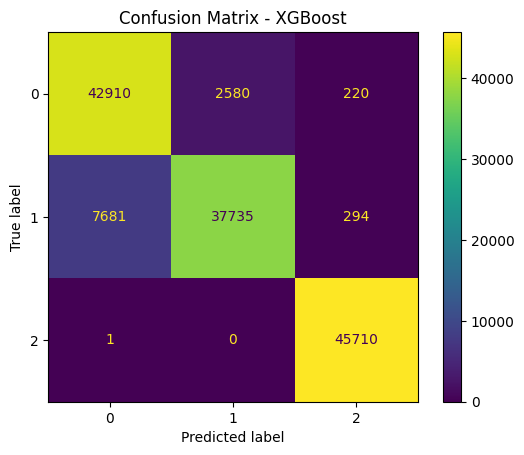 Confusion Matrix - XGBoost
0 42910 2580 220
1 7681 37735 294
2 1 0 45710
0 1 2
True label
Predicted label
40000
30000
20000
10000
0